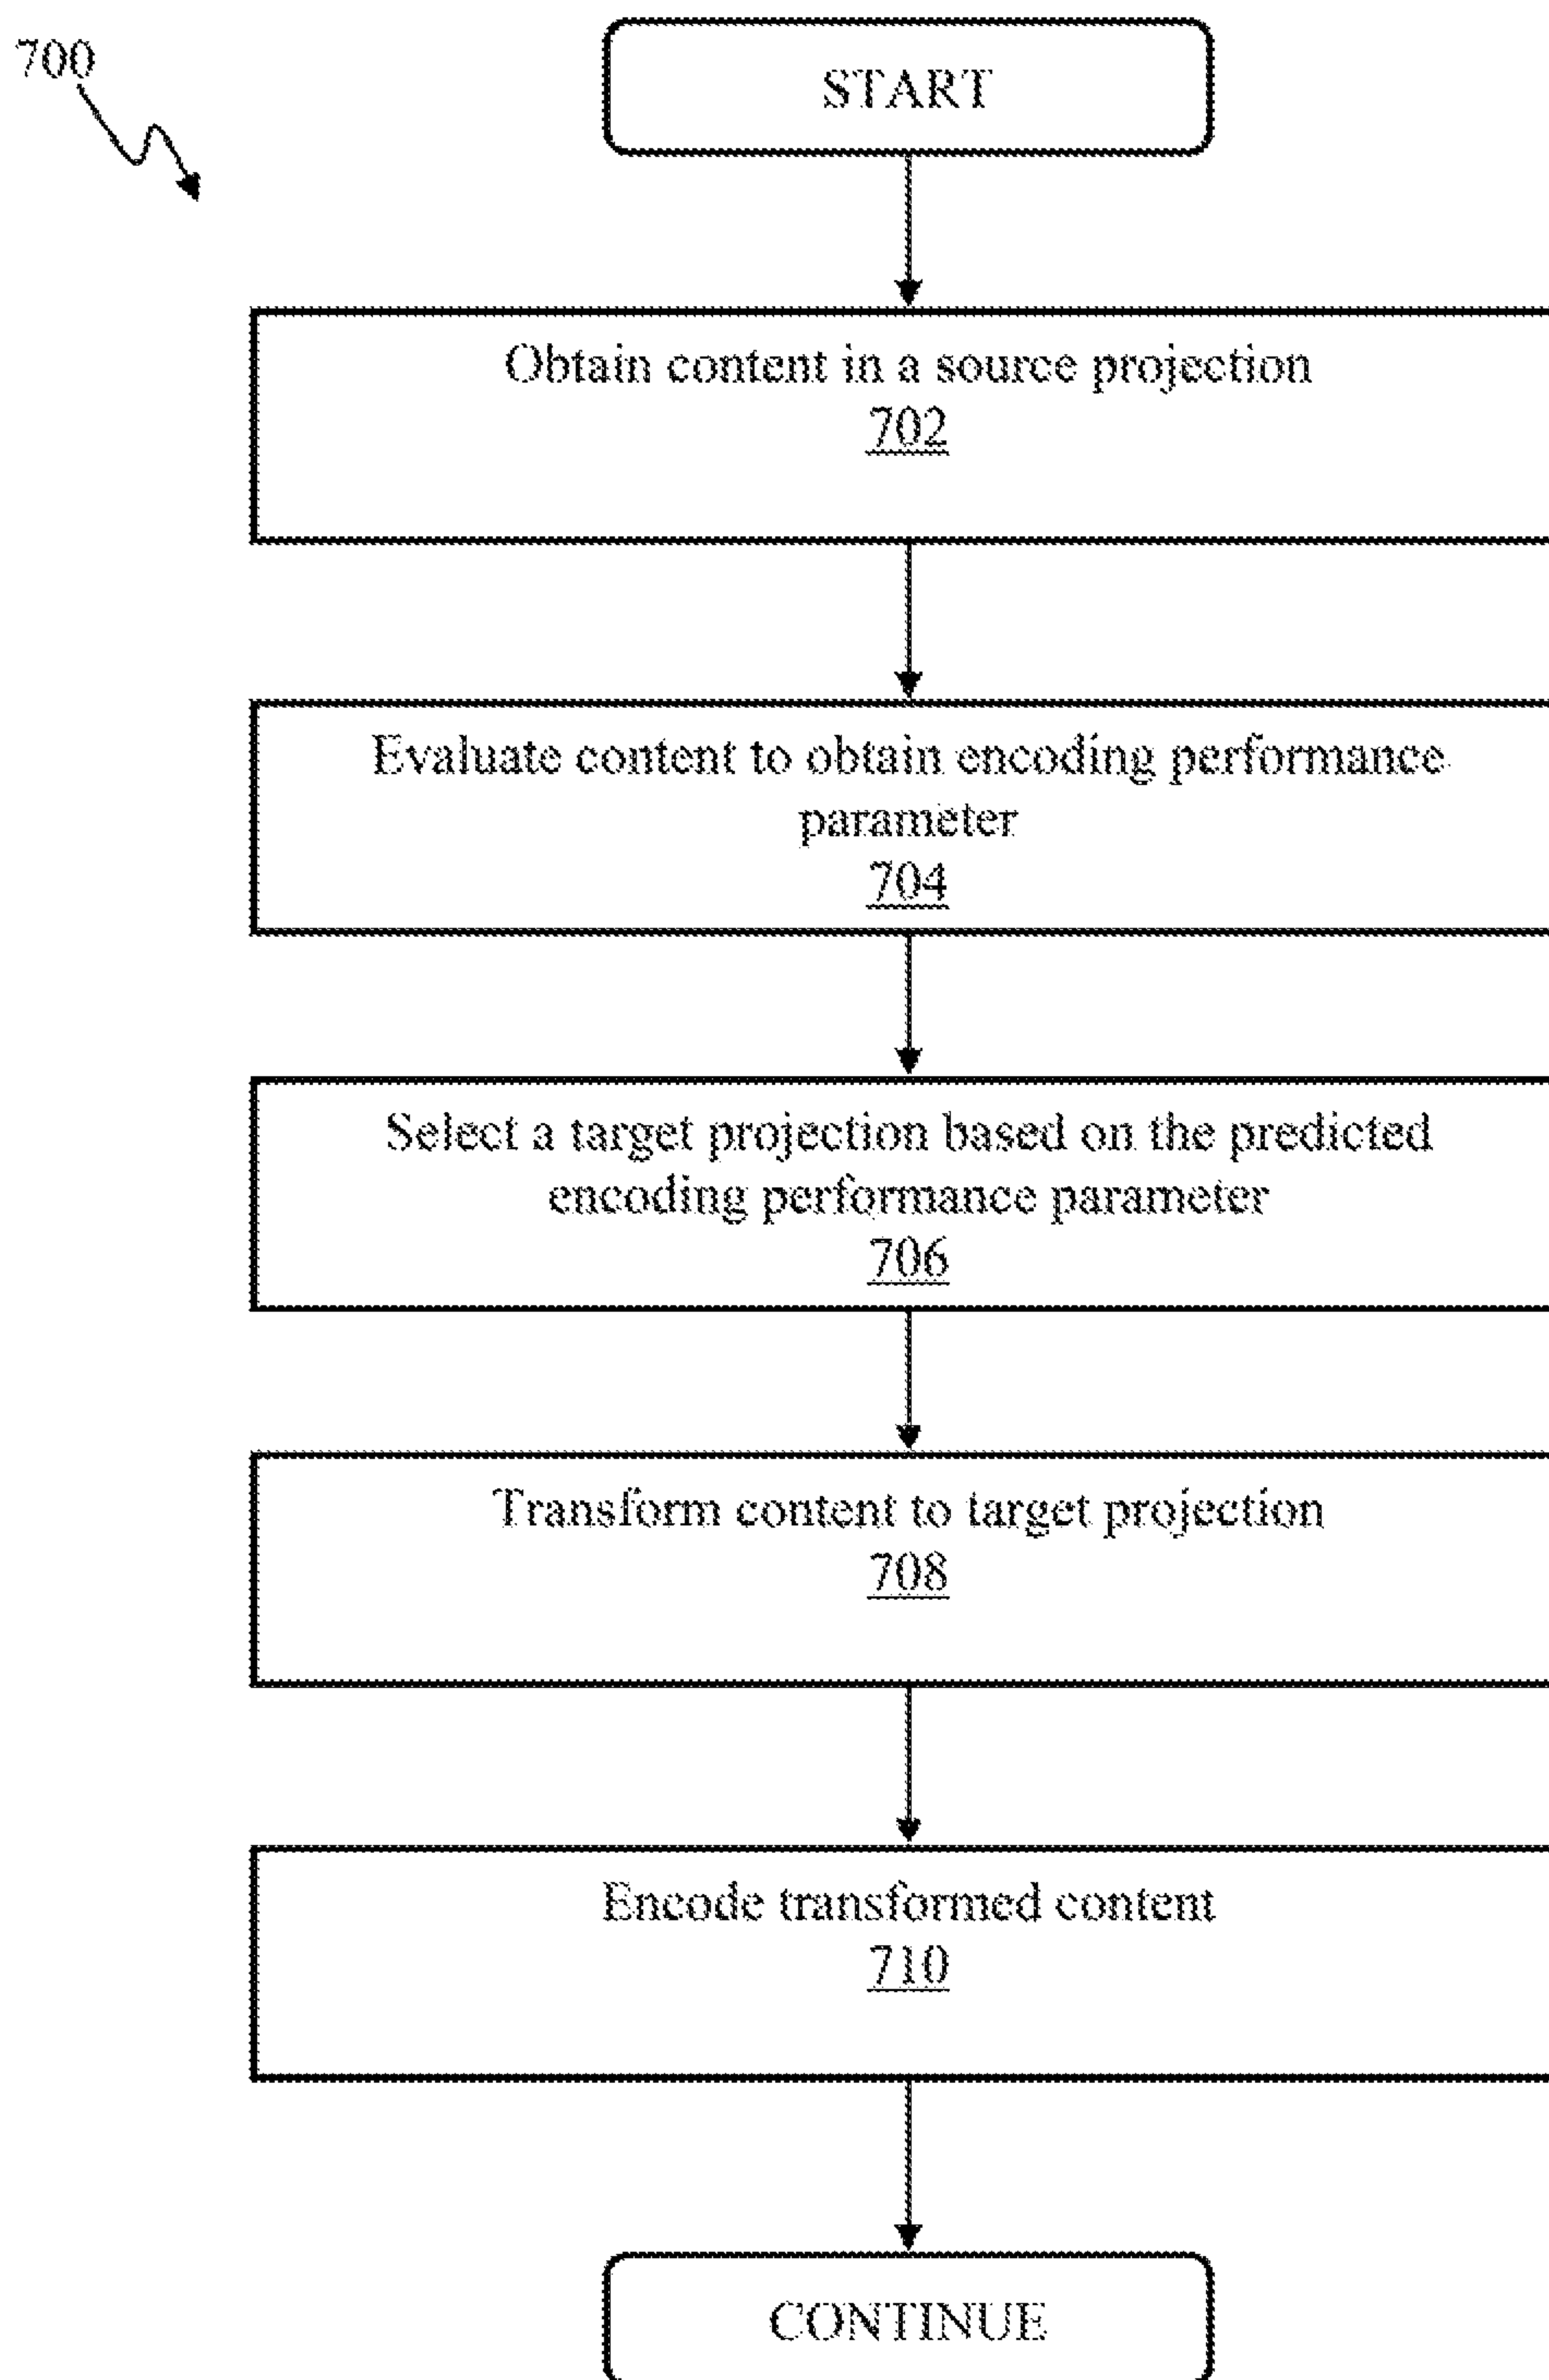 700
START
Obtain content in a source projection
702
Evaluate content to obtain encoding performance
parameter
704
Select a target projection based on the predicted
encoding performance parameter
706
Transform content to target projection
708
Encode transformed content
710
CONTINUE